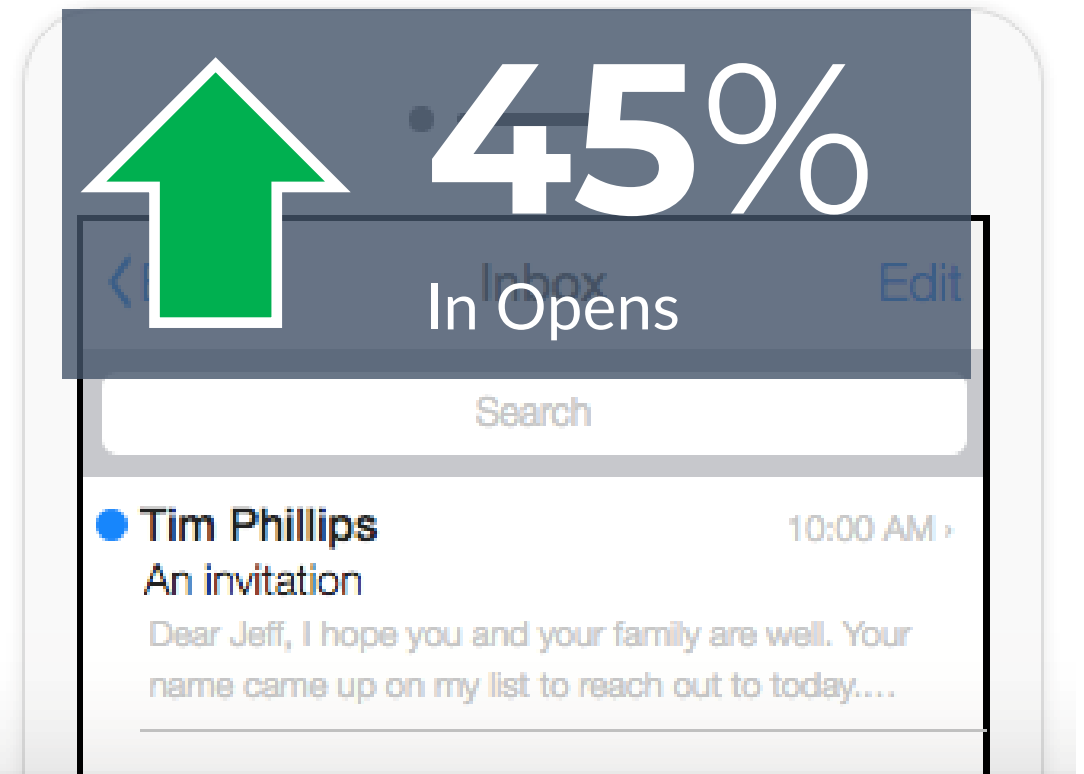 45%
Inbox
Edit
In Opens
Search
Tim Phillips
10:00 AM ›
An invitation
Dear Jeff, I hope you and your family are well. Your
name came up on my list to reach out to today....